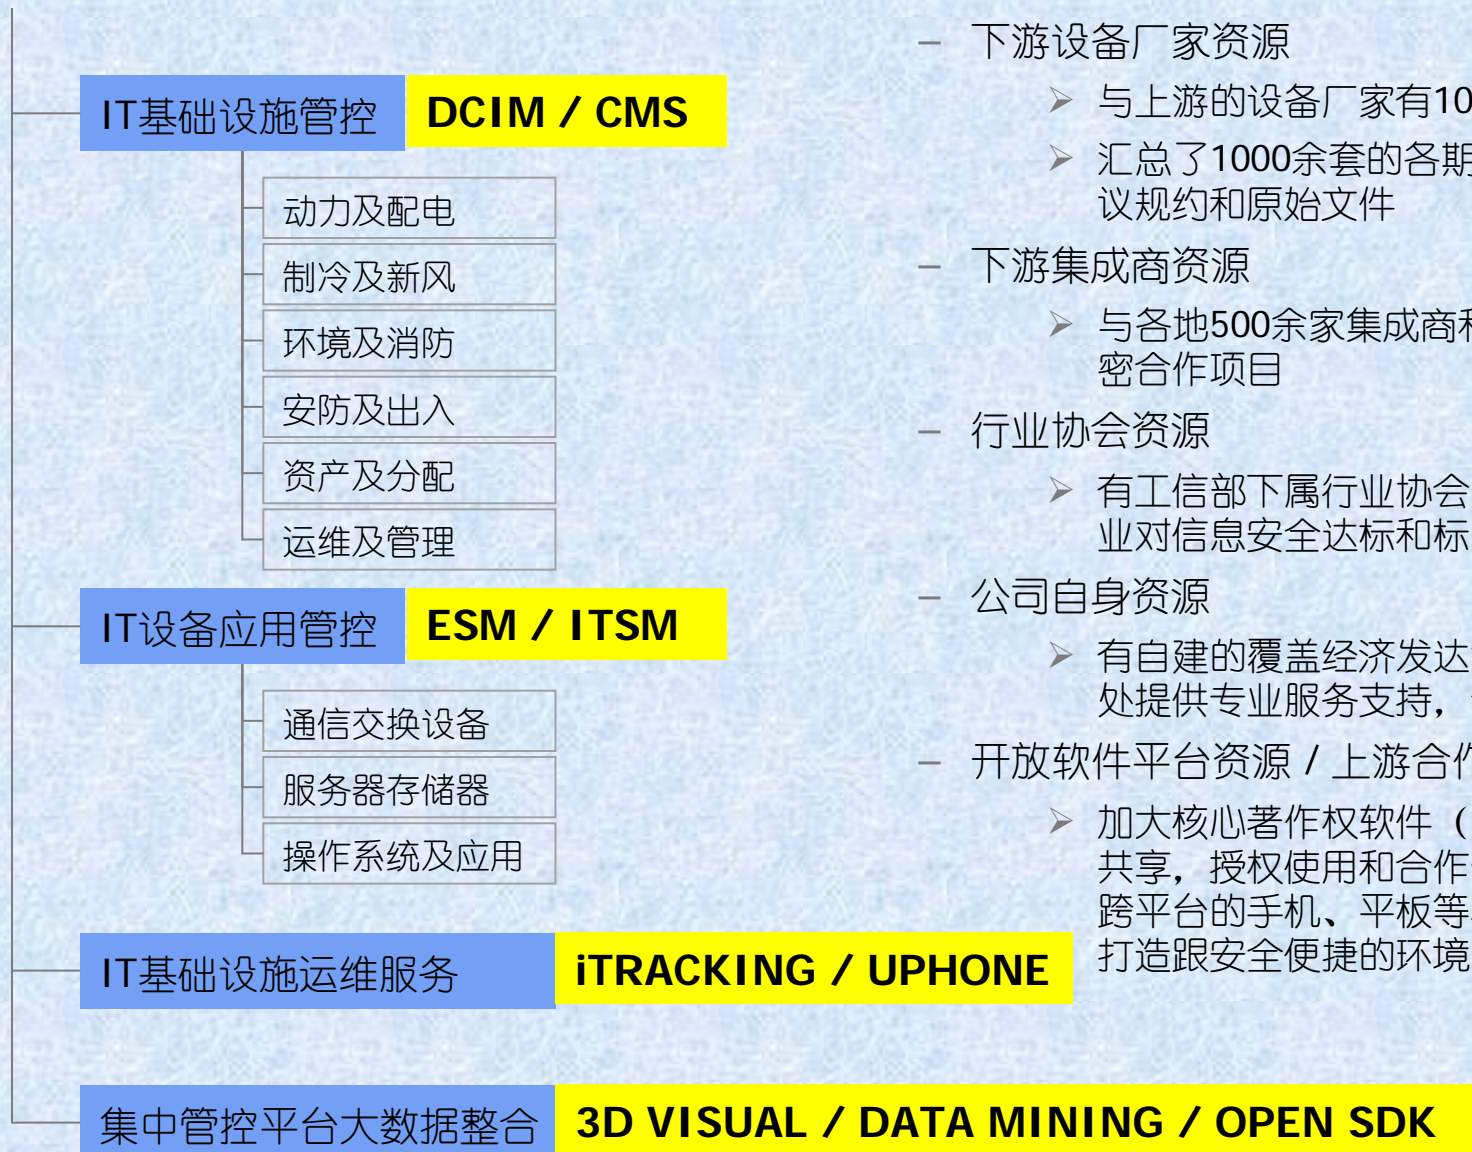 IT基础设施管控
DCIM / CMS
动力及配电
制冷及新风
环境及消防
安防及出入
资产及分配
运维及管理
IT设备应用管控
ESM / ITSM
通信交换设备
服务器存储器
操作系统及应用
IT基础设施运维服务
iTRACKING / UPHONE
集中管控平台大数据整合
3D VISUAL / DATA MINING / OPEN SDK
– 下游设备厂家资源
➢ 与上游的设备厂家有10
➢ 汇总了1000余套的各期
议规约和原始文件
– 下游集成商资源
➢ 与各地500余家集成商和
密合作项目
– 行业协会资源
➢ 有工信部下属行业协会
业对信息安全达标和标
– 公司自身资源
➢ 有自建的覆盖经济发达
处提供专业服务支持，
– 开放软件平台资源 / 上游合作
➢ 加大核心著作权软件（
共享，授权使用和合作
跨平台的手机、平板等
打造跟安全便捷的环境